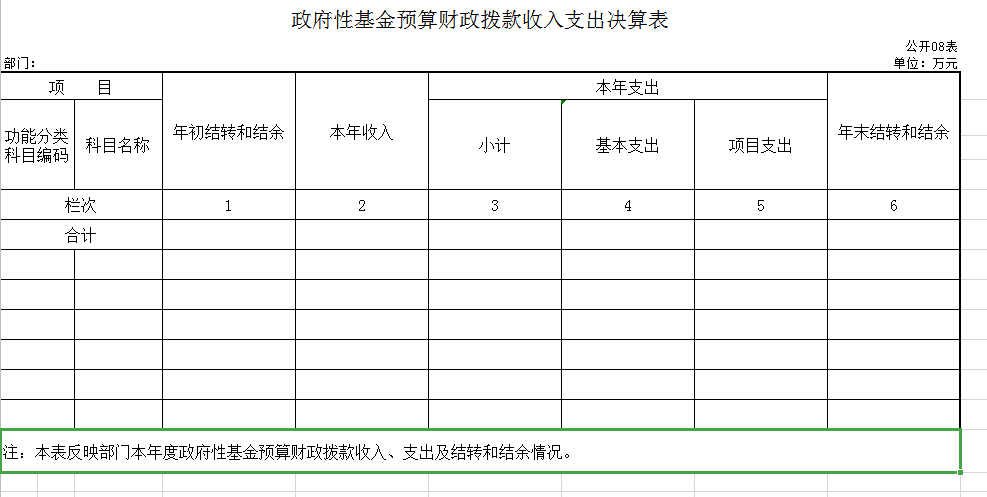 政府性基金预算财政拨款收入支出决算表
公开08表
部门：
单位：万元
项 目
年初结转和结余
本年收入
本年支出
年末结转和结余
功能分类
科目编码
科目名称
小计
基本支出
项目支出
栏次
1
2
3
4
5
6
合计
注：本表反映部门本年度政府性基金预算财政拨款收入、支出及结转和结余情况。